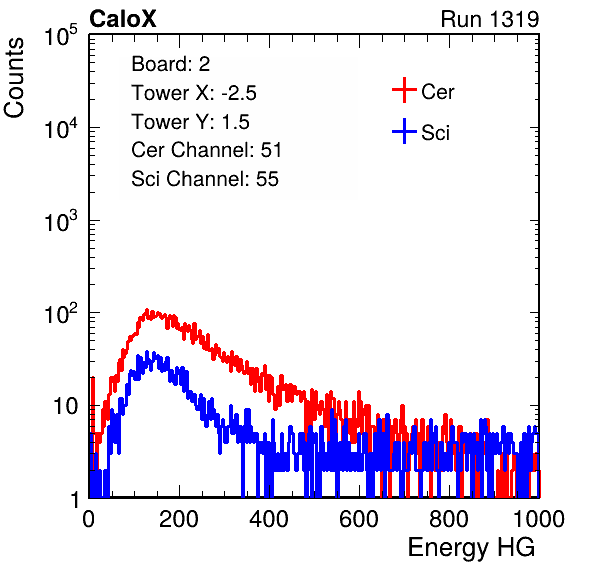 CaloX Run 1319
Counts
Board: 2
Tower X: -2.5
Tower Y: 1.5
Cer Channel: 51
Sci Channel: 55
Cer
Sci
10^5
10^4
10^3
10^2
10
1
0 200 400 600 800 1000
Energy HG